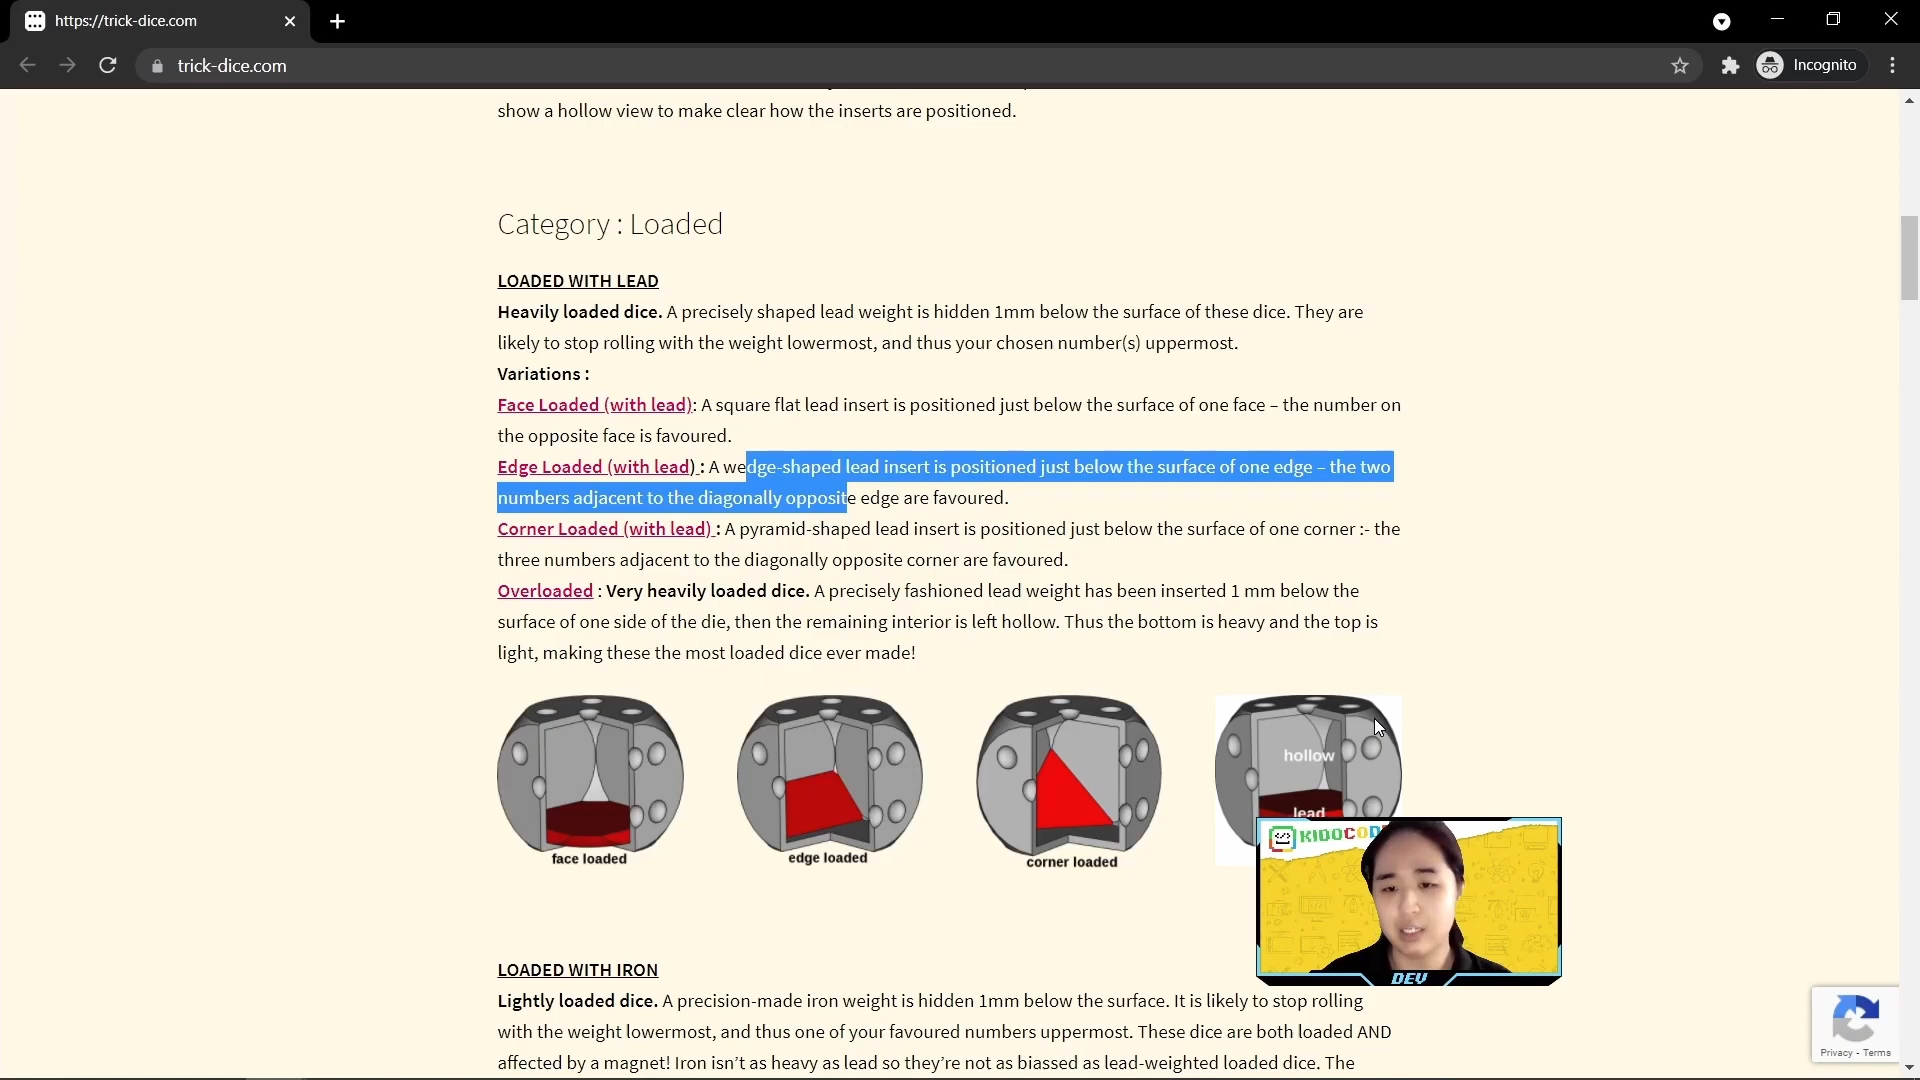 https://trick-dice.com
trick-dice.com
Incognito
show a hollow view to make clear how the inserts are positioned.
Category : Loaded
LOADED WITH LEAD
Heavily loaded dice. A precisely shaped lead weight is hidden 1mm below the surface of these dice. They are
likely to stop rolling with the weight lowermost, and thus your chosen number(s) uppermost.
Variations :
Face Loaded (with lead): A square flat lead insert is positioned just below the surface of one face – the number on
the opposite face is favoured.
Edge Loaded (with lead) : A wedge-shaped lead insert is positioned just below the surface of one edge – the two
numbers adjacent to the diagonally opposite edge are favoured.
Corner Loaded (with lead) : A pyramid-shaped lead insert is positioned just below the surface of one corner :- the
three numbers adjacent to the diagonally opposite corner are favoured.
Overloaded : Very heavily loaded dice. A precisely fashioned lead weight has been inserted 1 mm below the
surface of one side of the die, then the remaining interior is left hollow. Thus the bottom is heavy and the top is
light, making these the most loaded dice ever made!
hollow
lead
face loaded
edge loaded
corner loaded
KIDOCOD
DEV
LOADED WITH IRON
Lightly loaded dice. A precision-made iron weight is hidden 1mm below the surface. It is likely to stop rolling
with the weight lowermost, and thus one of your favoured numbers uppermost. These dice are both loaded AND
affected by a magnet! Iron isn't as heavy as lead so they're not as biassed as lead-weighted loaded dice. The
Privacy - Terms